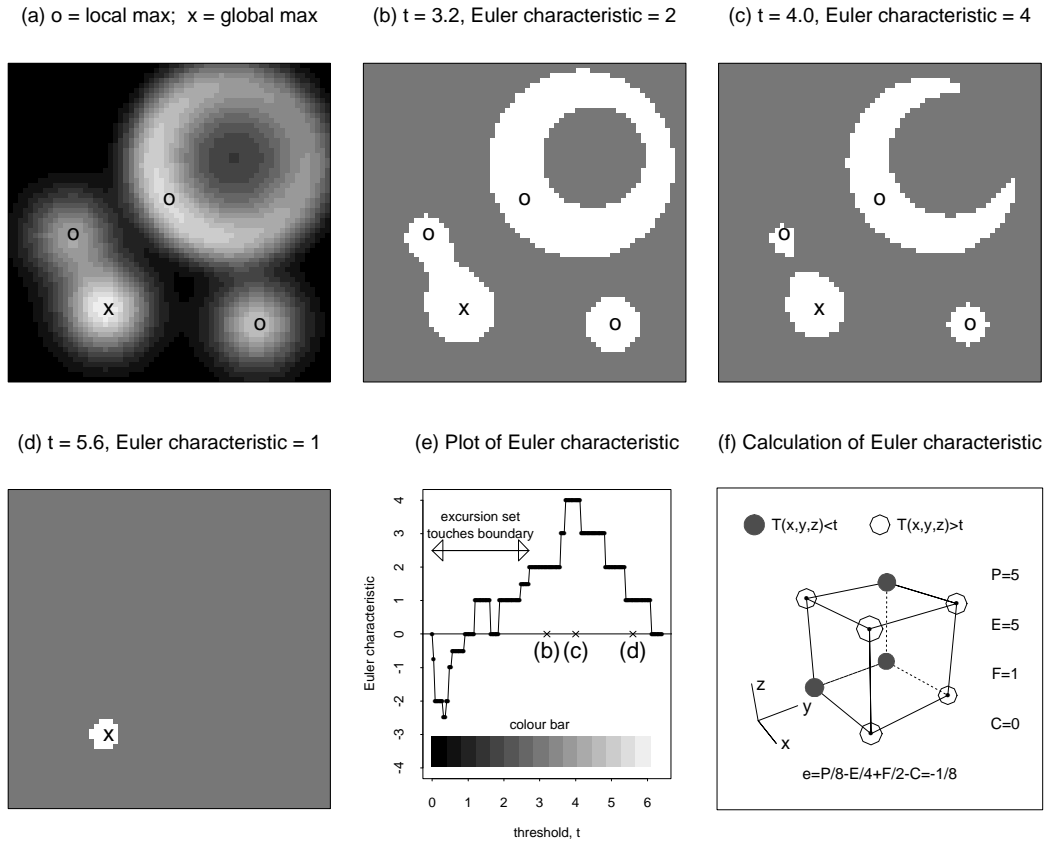 (a) o = local max;  x = global max
(b) t = 3.2, Euler characteristic = 2
(c) t = 4.0, Euler characteristic = 4
o
o
x
o
o
o
x
o
o
o
x
o
(d) t = 5.6, Euler characteristic = 1
x
(e) Plot of Euler characteristic
Euler characteristic
4
3
2
1
0
-1
-2
-3
-4
excursion set
touches boundary
(b) (c) (d)
colour bar
0 1 2 3 4 5 6
threshold, t
(f) Calculation of Euler characteristic
T(x,y,z)<t
T(x,y,z)>t
P=5
E=5
F=1
C=0
z
y
x
e=P/8-E/4+F/2-C=-1/8